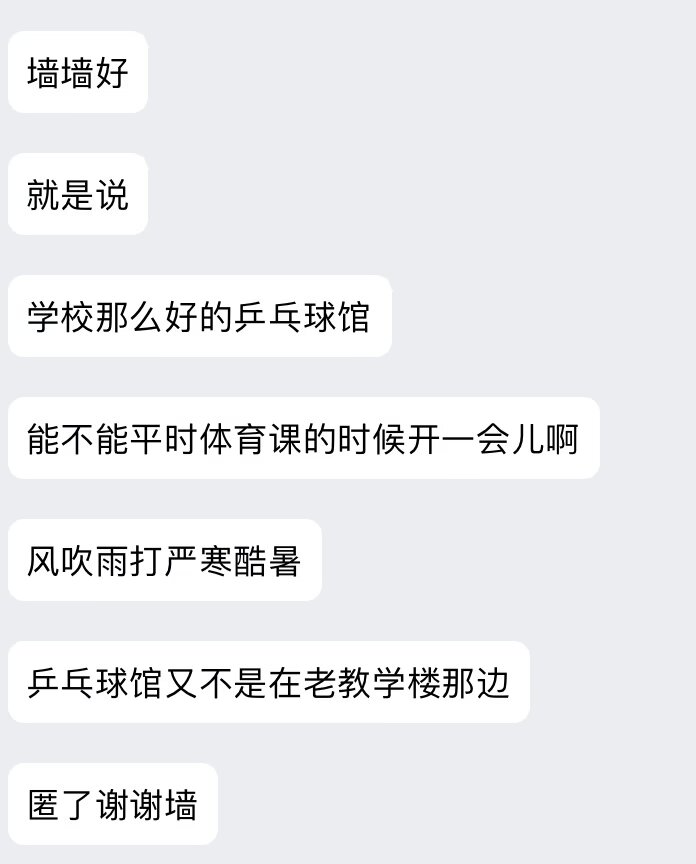 墙墙好
就是说
学校那么好的乒乓球馆
能不能平时体育课的时候开一会儿啊
风吹雨打严寒酷暑
乒乓球馆又不是在老教学楼那边
匿了谢谢墙